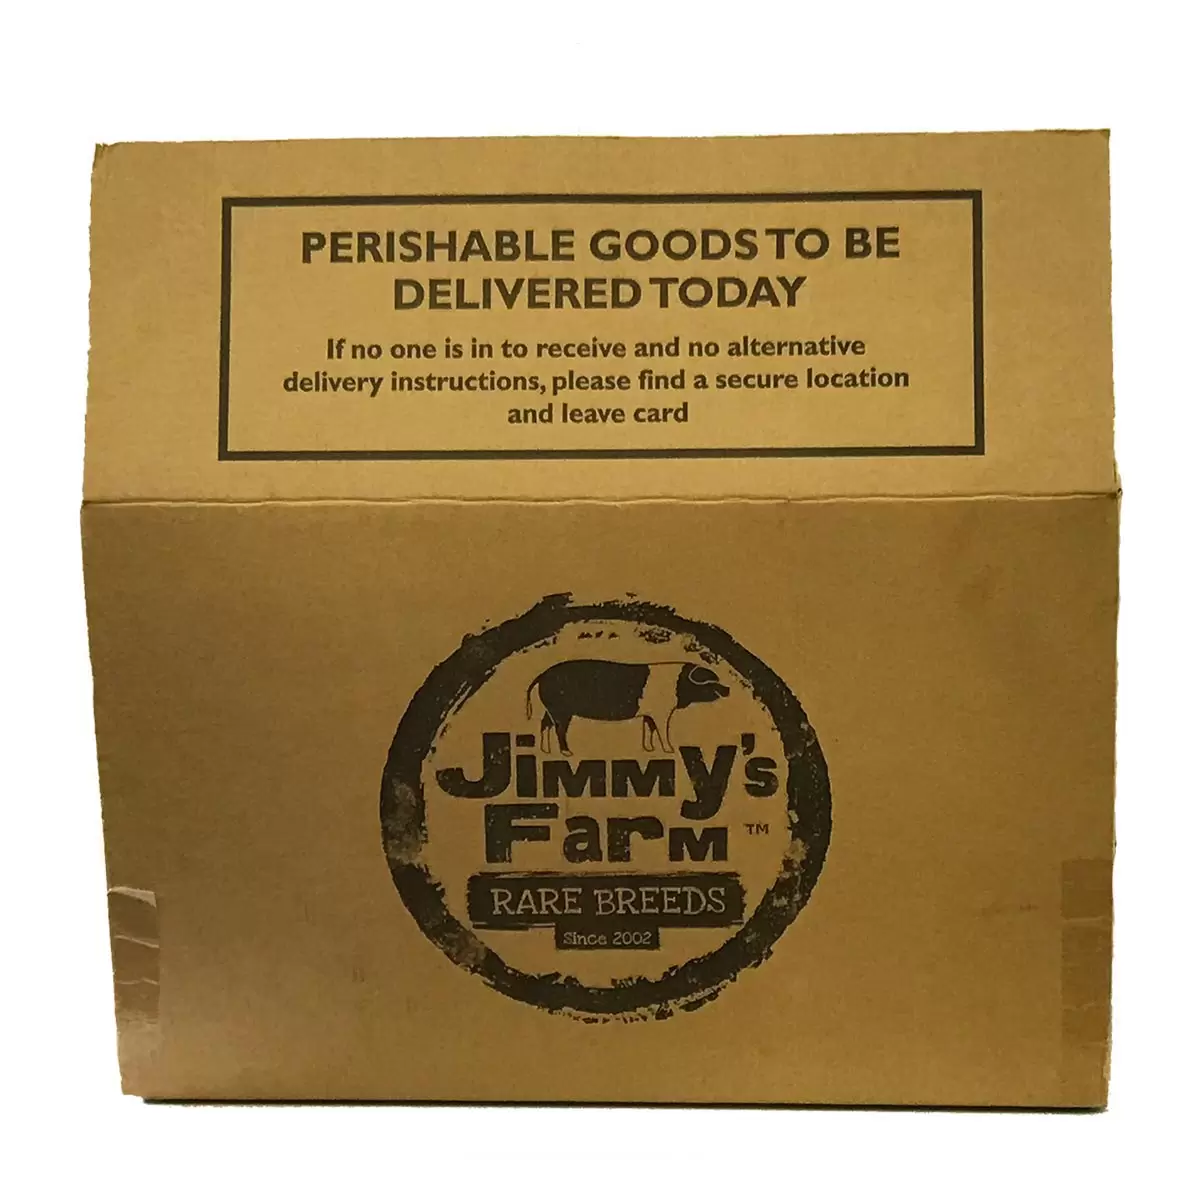 PERISHABLE GOODS TO BE
DELIVERED TODAY
If no one is in to receive and no alternative
delivery instructions, please find a secure location
and leave card
Jimmy's
Farm ™
RARE BREEDS
Since 2002